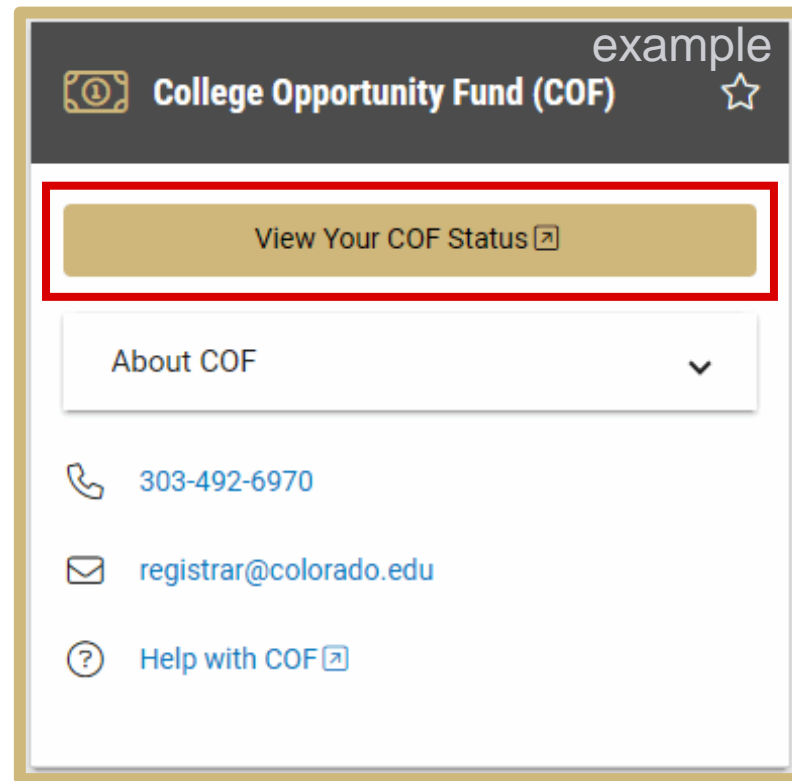 example
College Opportunity Fund (COF)
View Your COF Status
About COF
303-492-6970
registrar@colorado.edu
Help with COF